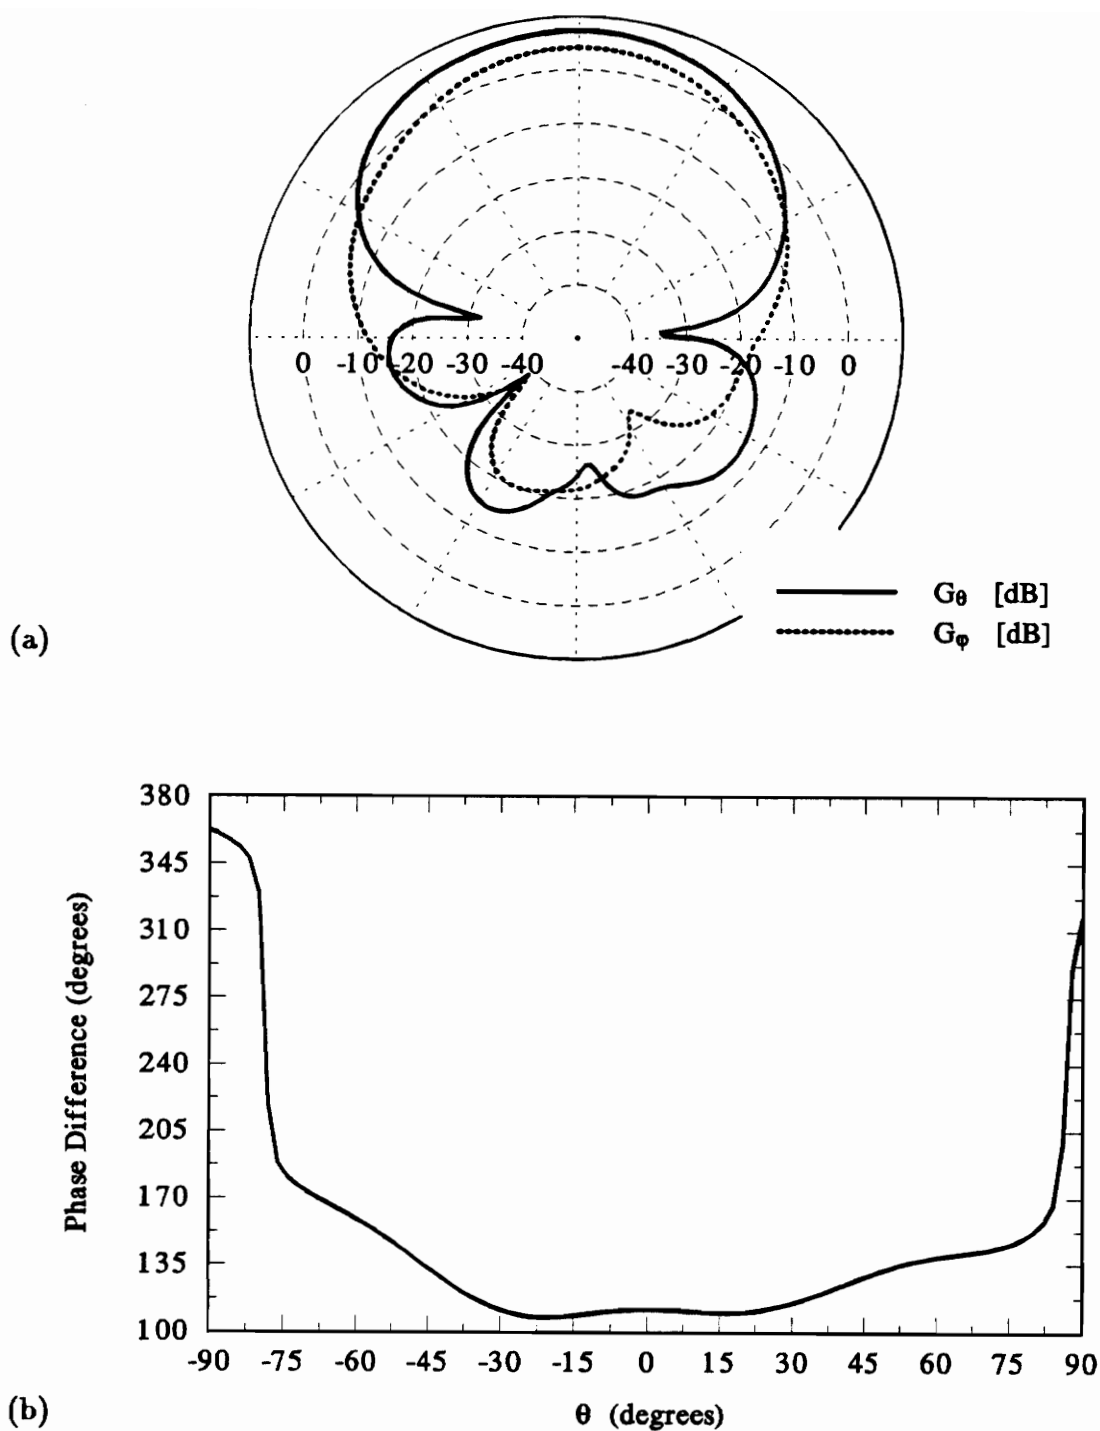 0 -10 -20 -30 -40 -40 -30 -20 -10 0
Gθ [dB]
Gφ [dB]
(a)
380
345
310
275
240
205
170
135
100
Phase Difference (degrees)
-90 -75 -60 -45 -30 -15 0 15 30 45 60 75 90
θ (degrees)
(b)